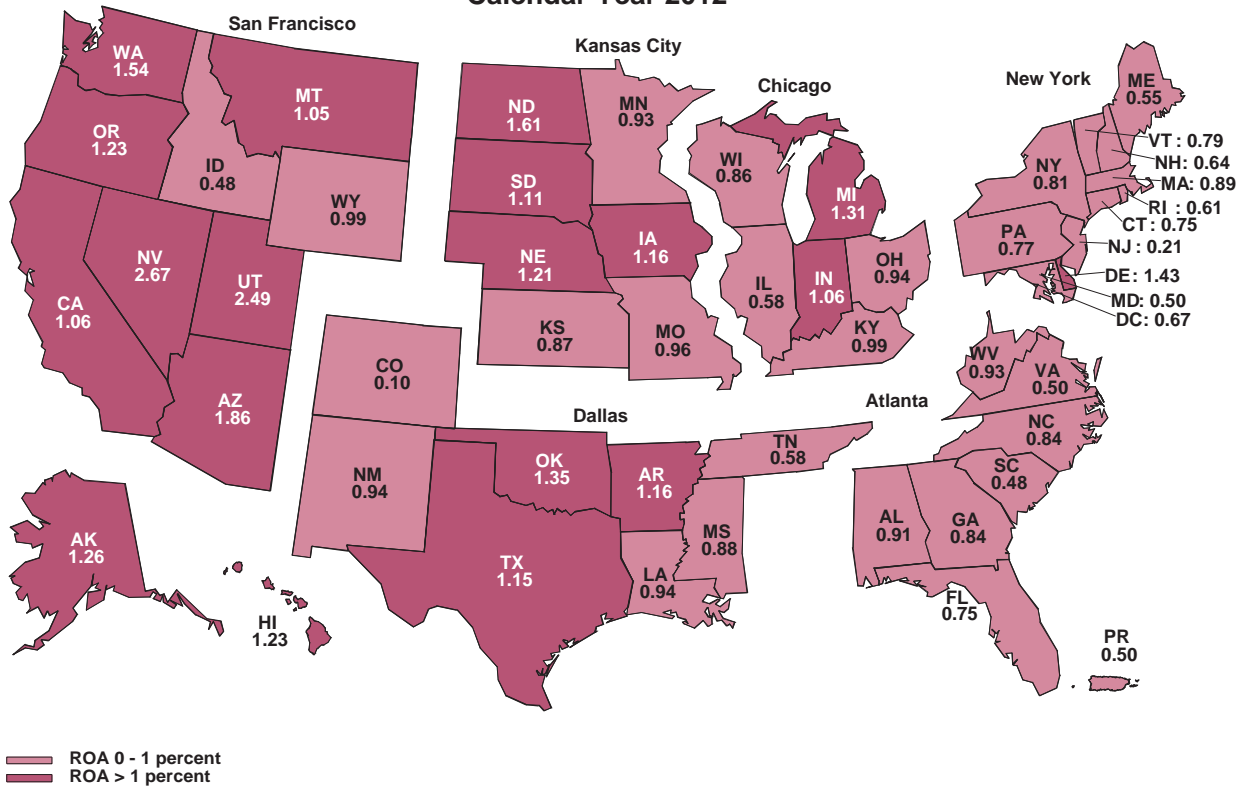 Calendar Year 2012
San Francisco
Kansas City
Chicago
New York
WA
1.54
MT
1.05
OR
1.23
ID
0.48
WY
0.99
NV
2.67
UT
2.49
CA
1.06
AZ
1.86
AK
1.26
HI
1.23
ND
1.61
MN
0.93
SD
1.11
NE
1.21
IA
1.16
KS
0.87
MO
0.96
WI
0.86
MI
1.31
IL
0.58
IN
1.06
OH
0.94
KY
0.99
ME
0.55
NY
0.81
VT : 0.79
NH: 0.64
MA: 0.89
RI : 0.61
CT : 0.75
NJ : 0.21
PA
0.77
DE: 1.43
MD: 0.50
DC: 0.67
Dallas
Atlanta
CO
0.10
NM
0.94
OK
1.35
AR
1.16
TN
0.58
TX
1.15
LA
0.94
MS
0.88
WV
0.93
VA
0.50
NC
0.84
SC
0.48
AL
0.91
GA
0.84
FL
0.75
PR
0.50
ROA 0 - 1 percent
ROA > 1 percent